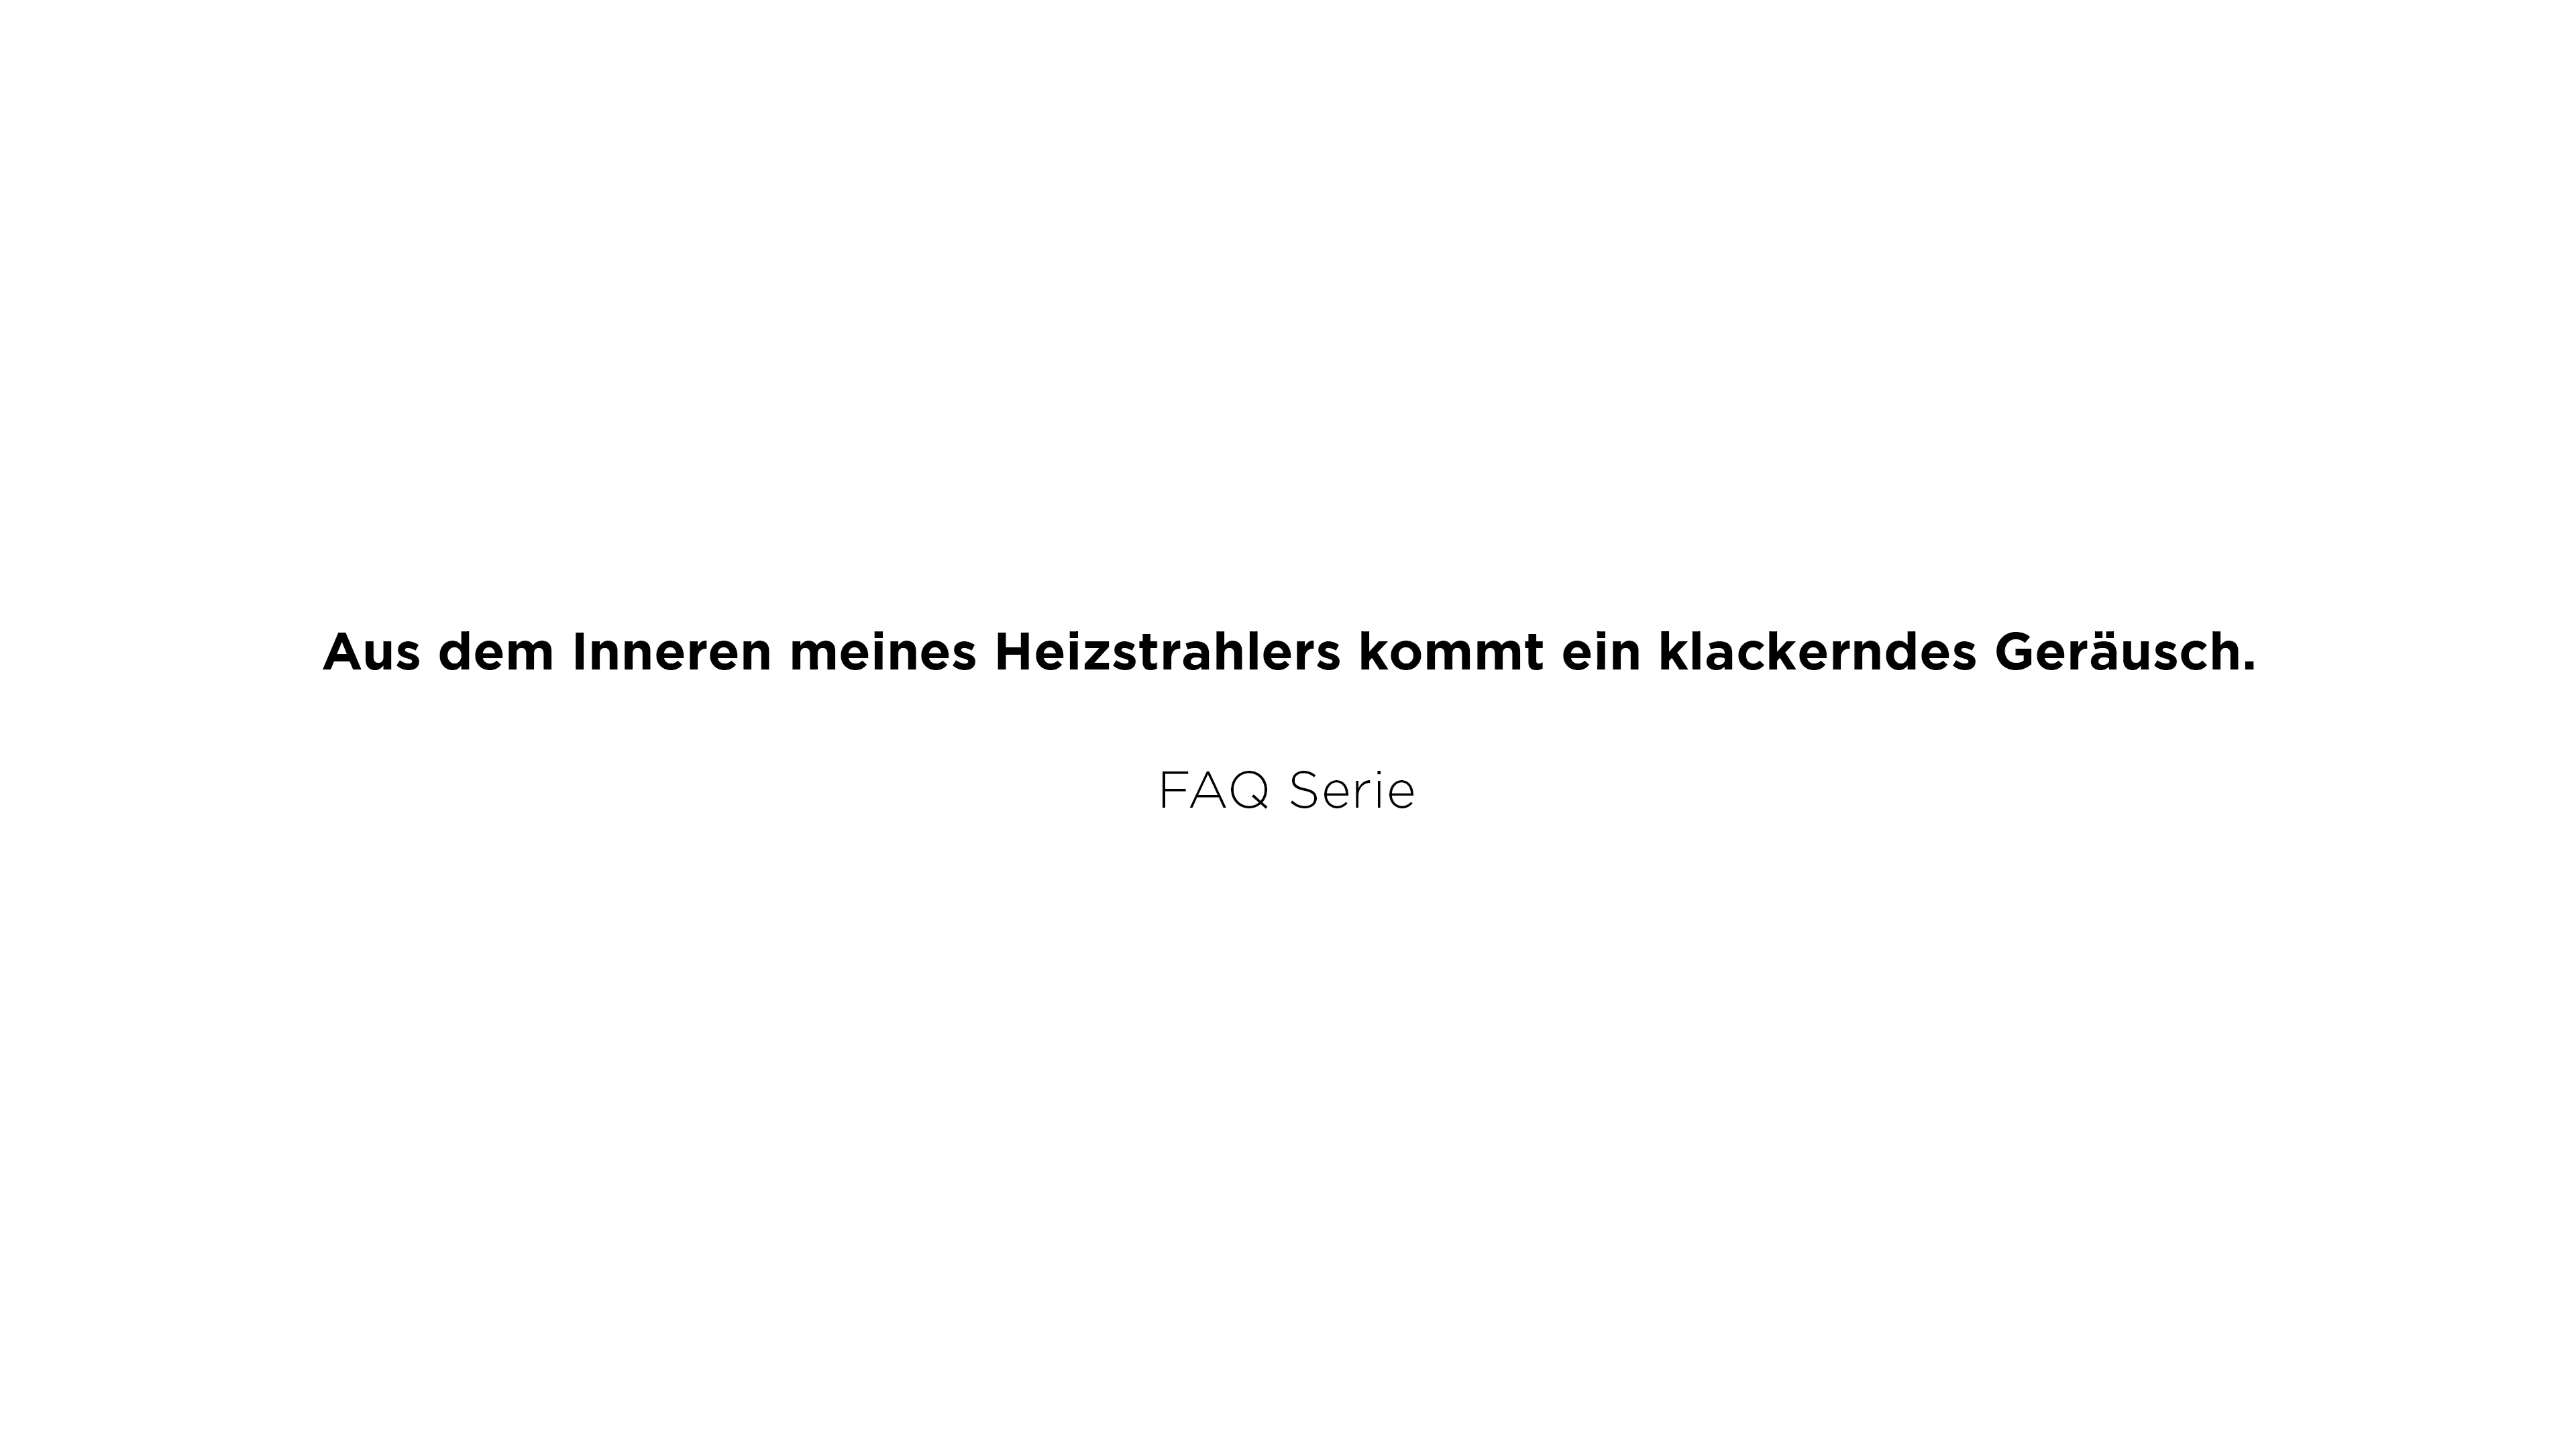 Aus dem Inneren meines Heizstrahlers kommt ein klackerndes Geräusch.
FAQ Serie